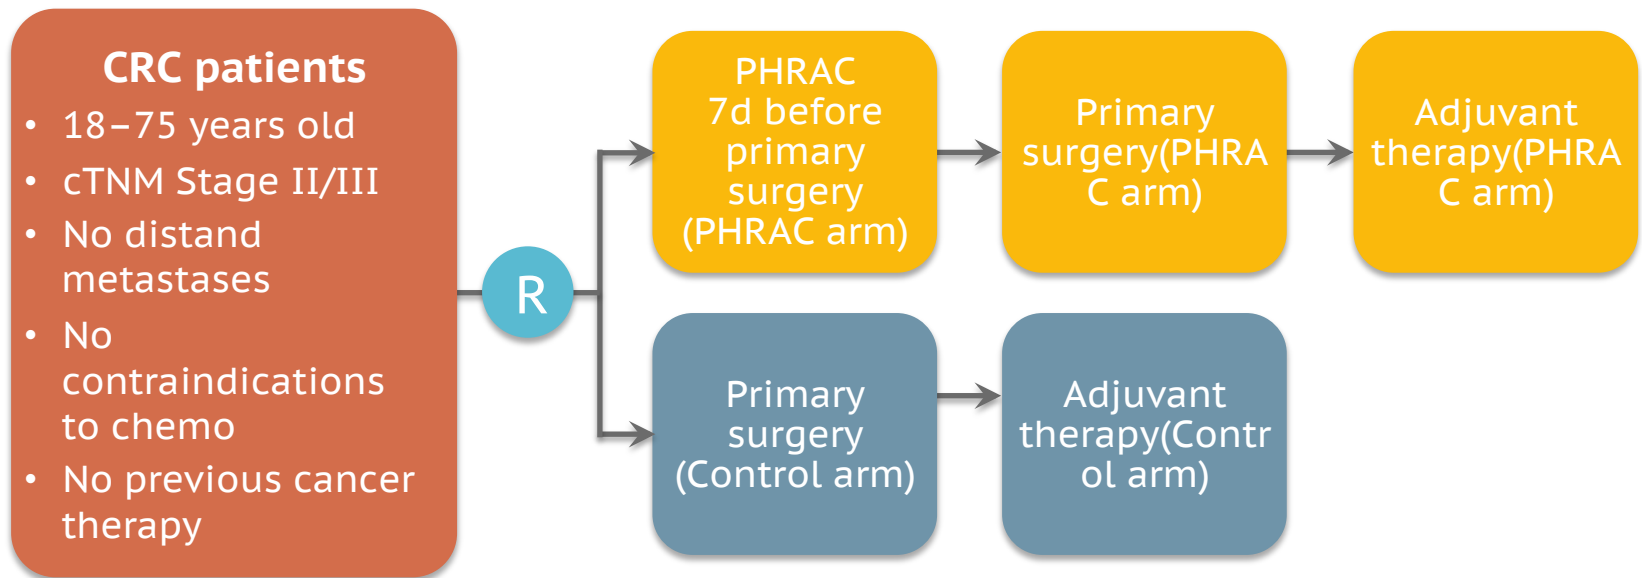 CRC patients
• 18–75 years old
• cTNM Stage II/III
• No distand
metastases
• No
contraindications
to chemo
• No previous cancer
therapy
R
PHRAC
7d before
primary
surgery
(PHRAC arm)
Primary
surgery(PHRA
C arm)
Adjuvant
therapy(PHRA
C arm)
Primary
surgery
(Control arm)
Adjuvant
therapy(Contr
ol arm)